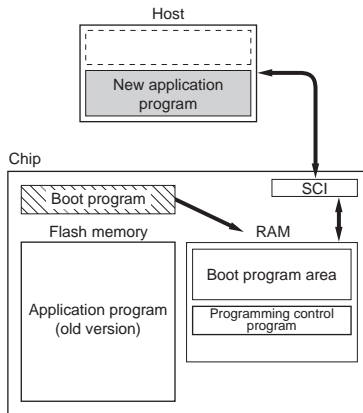 Host
New application
program
Chip
SCI
Boot program
Flash memory
RAM
Boot program area
Application program
(old version)
Programming control
program